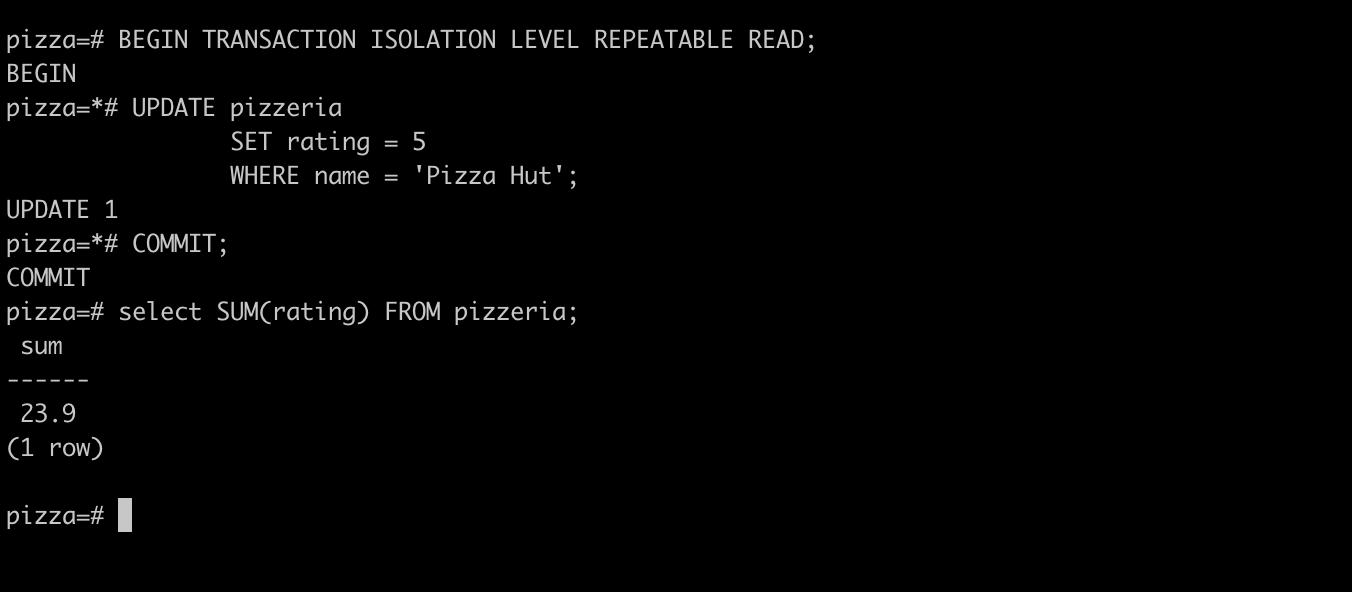 pizza=# BEGIN TRANSACTION ISOLATION LEVEL REPEATABLE READ;
BEGIN
pizza=*# UPDATE pizzeria
                SET rating = 5
                WHERE name = 'Pizza Hut';
UPDATE 1
pizza=*# COMMIT;
COMMIT
pizza=# select SUM(rating) FROM pizzeria;
 sum
------
 23.9
(1 row)

pizza=#